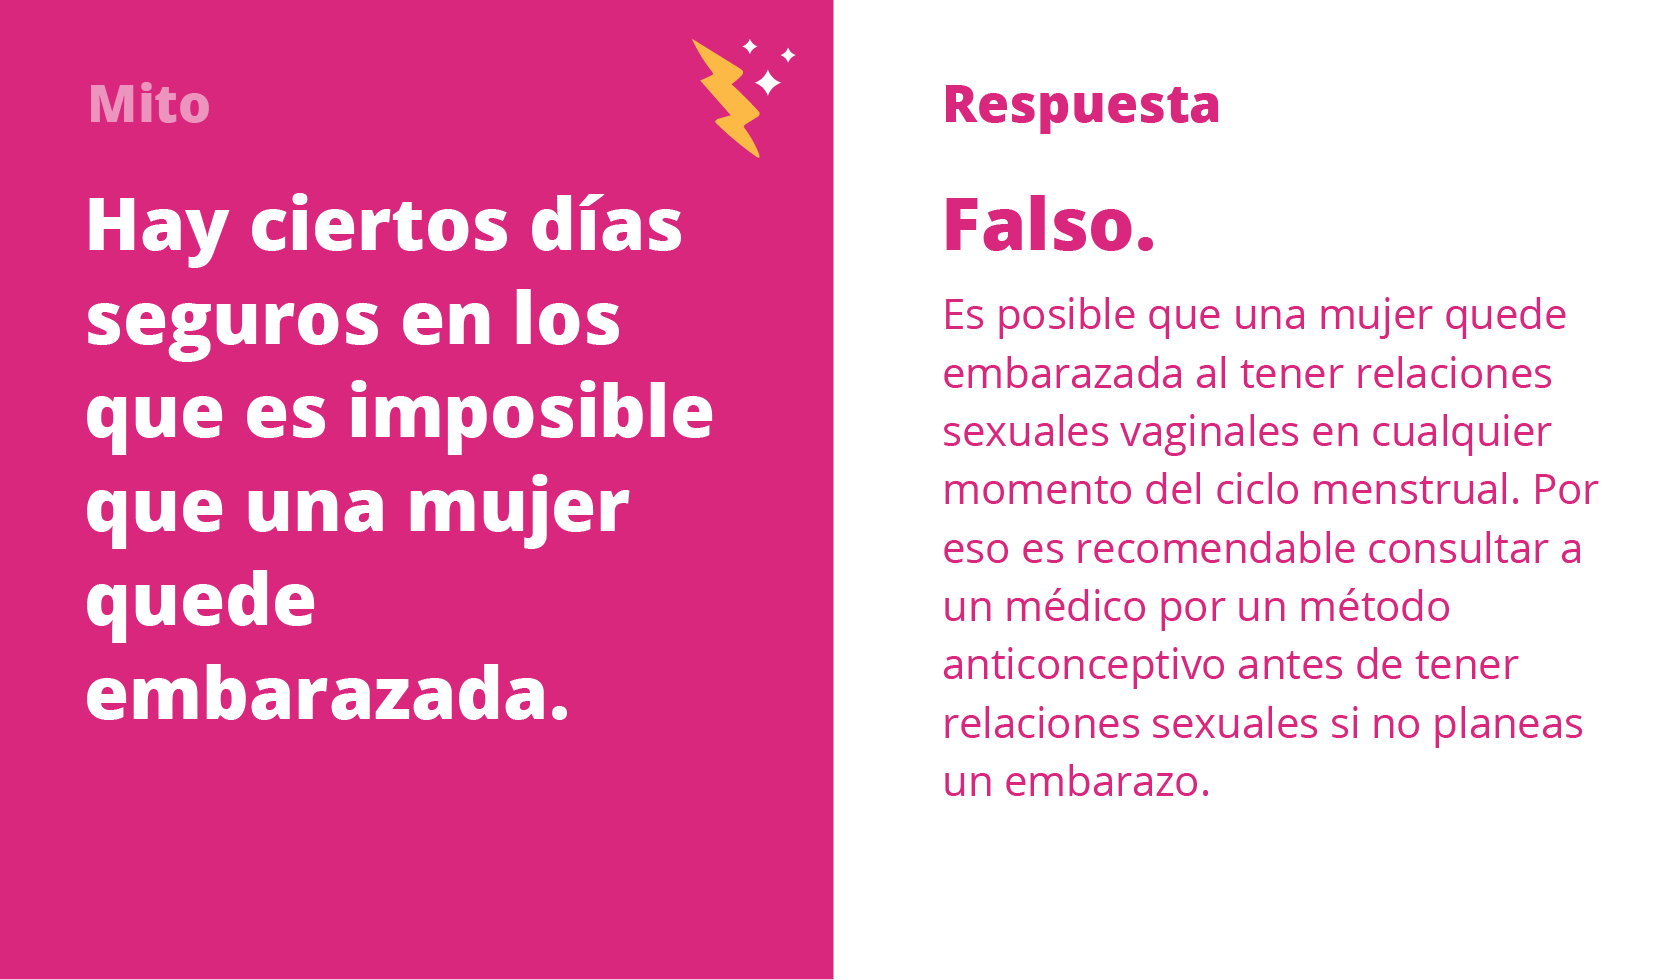 Mito
Hay ciertos días
seguros en los
que es imposible
que una mujer
quede
embarazada.
Respuesta
Falso.
Es posible que una mujer quede
embarazada al tener relaciones
sexuales vaginales en cualquier
momento del ciclo menstrual. Por
eso es recomendable consultar a
un médico por un método
anticonceptivo antes de tener
relaciones sexuales si no planeas
un embarazo.